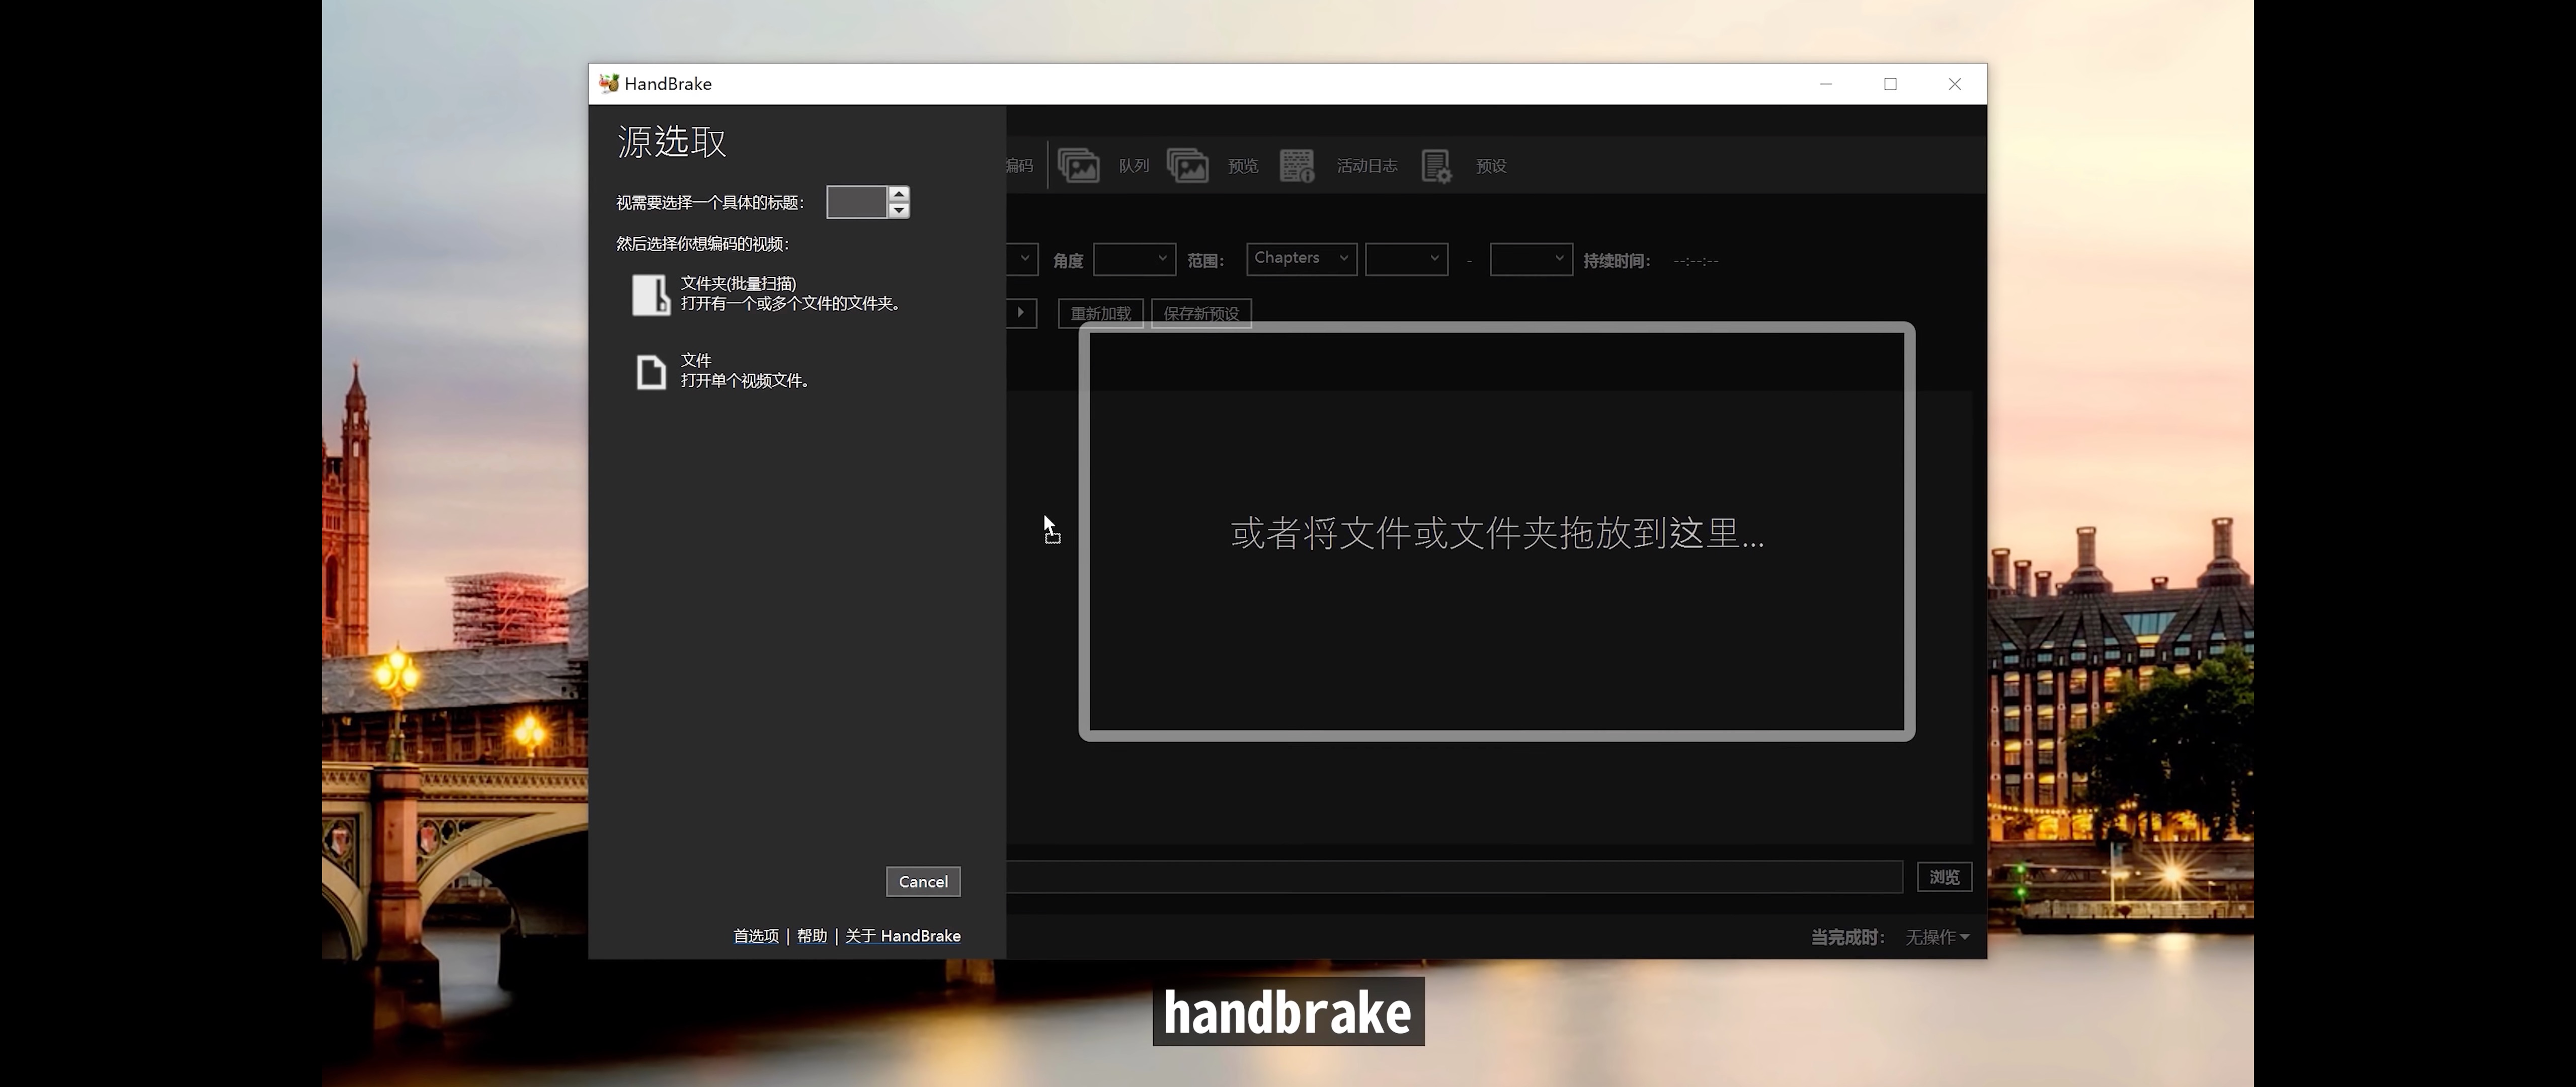 HandBrake
源选取
视需要选择一个具体的标题：
然后选择你想编码的视频：
文件夹(批量扫描)
打开有一个或多个文件的文件夹。
文件
打开单个视频文件。
Cancel
首选项 | 帮助 | 关于 HandBrake
编码 队列 预览 活动日志 预设
角度 范围： Chapters - 持续时间： --:--:--
重新加载 保存新预设
或者将文件或文件夹拖放到这里...
浏览
当完成时： 无操作
handbrake